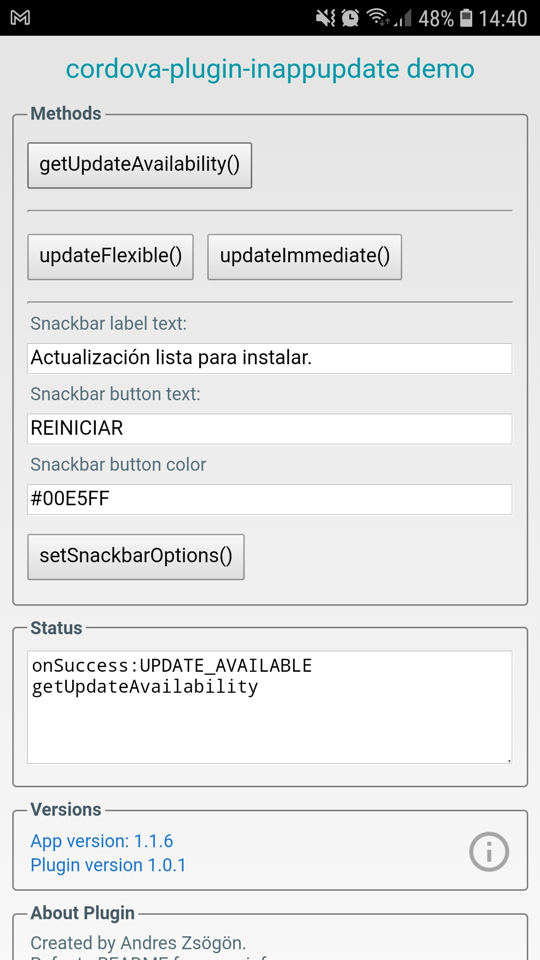 48% 14:40
cordova-plugin-inappupdate demo
Methods
getUpdateAvailability()
updateFlexible() updateImmediate()
Snackbar label text:
Actualización lista para instalar.
Snackbar button text:
REINICIAR
Snackbar button color
#00E5FF
setSnackbarOptions()
Status
onSuccess:UPDATE_AVAILABLE
getUpdateAvailability
Versions
App version: 1.1.6
Plugin version 1.0.1
About Plugin
Created by Andres Zsögön.